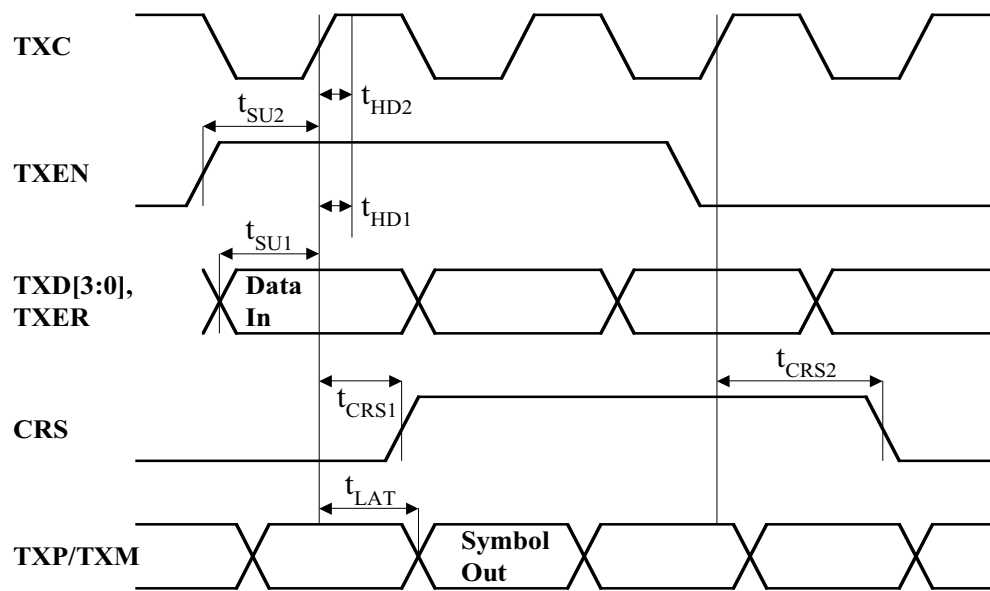 TXC
tSU2
tHD2
TXEN
tHD1
tSU1
TXD[3:0],
TXER
Data
In
tCRS1
tCRS2
CRS
tLAT
TXP/TXM
Symbol
Out